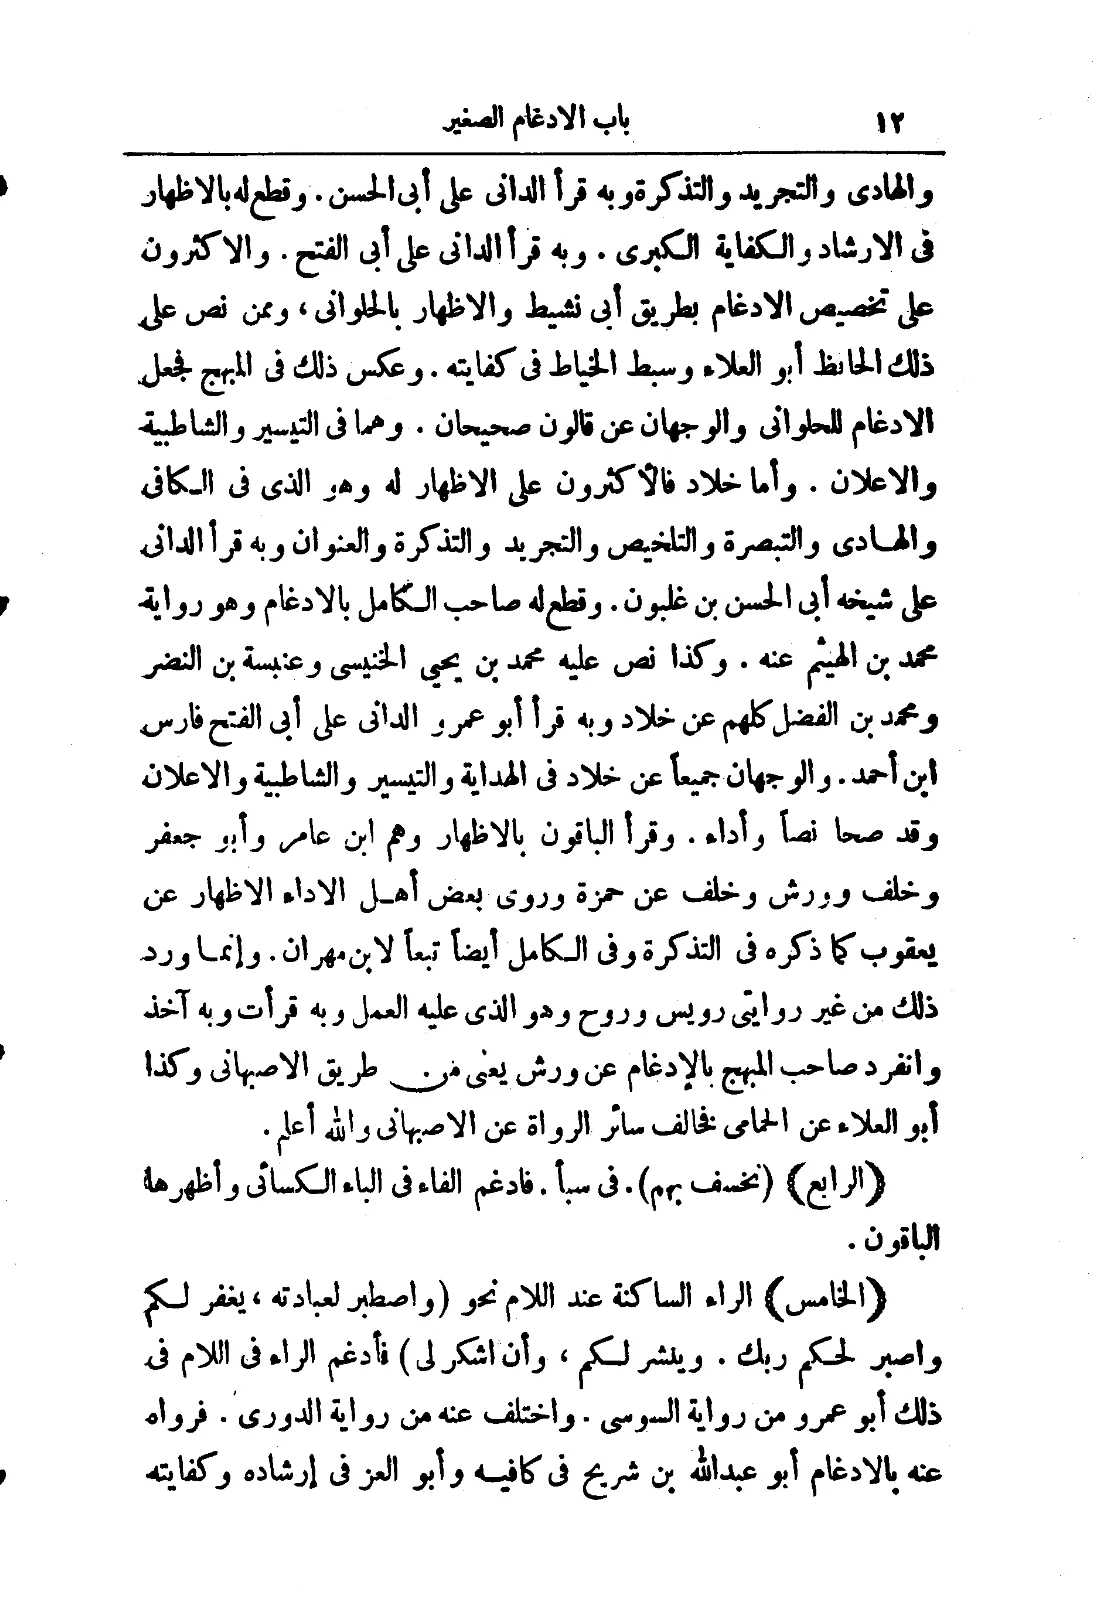 ١٢ باب الادغام الصغير
والهادى والتجريد والتذكرة وبه قرأ الدانى على أبى الحسن . وقطع له بالاظهار
فى الارشاد والكفاية الكبرى . وبه قرأ الدانى على أبى الفتح . والاكثرون
على تخصيص الادغام بطريق أبى نشيط والاظهار بالحلوانى ، وممن نص على
ذلك الحافظ أبو العلاء وسبط الخياط فى كفايته . وعكس ذلك فى المبهج فجعل
الادغام للحلوانى والوجهان عن قالون صحيحان . وهما فى التيسير والشاطبية
والاعلان . وأما خلاد فالأكثرون على الاظهار له وهو الذى فى الكافى
والهادى والتبصرة والتلخيص والتجريد والتذكرة والعنوان وبه قرأ الدانى
على شيخه أبى الحسن بن غلبون . وقطع له صاحب الكامل بالادغام وهو رواية
محمد بن الهيثم عنه . وكذا نص عليه محمد بن يحيى الخنيسى وعنبسة بن النضر
ومحمد بن الفضل كلهم عن خلاد وبه قرأ أبو عمرو الدانى على أبى الفتح فارس
ابن أحمد . والوجهان جميعاً عن خلاد فى الهداية والتيسير والشاطبية والاعلان
وقد صحا نصاً وأداء . وقرأ الباقون بالاظهار وهم ابن عامر وأبو جعفر
وخلف وورش وخلف عن حمزة وروى بعض أهل الاداء الاظهار عن
يعقوب كما ذكره فى التذكرة وفى الكامل أيضاً تبعاً لابن مهران . وإنما ورد
ذلك من غير روايتى رويس وروح وهو الذى عليه العمل وبه قرأت وبه آخذ
وانفرد صاحب المبهج بالإدغام عن ورش يعنى من طريق الاصبهانى وكذا
أبو العلاء عن الحمامى فخالف سائر الرواة عن الاصبهانى والله أعلم .
(الرابع) (نخسف بهم) . فى سبأ . فادغم الفاء فى الباء الكسائى وأظهرها
الباقون .
(الخامس) الراء الساكنة عند اللام نحو (واصطبر لعبادته ، يغفر لكم
واصبر لحكم ربك . وينشر لكم ، وأن اشكر لى) فأدغم الراء فى اللام فى
ذلك أبو عمرو من رواية السوسى . واختلف عنه من رواية الدورى . فرواه
عنه بالادغام أبو عبدالله بن شريح فى كافيه وأبو العز فى إرشاده وكفايته